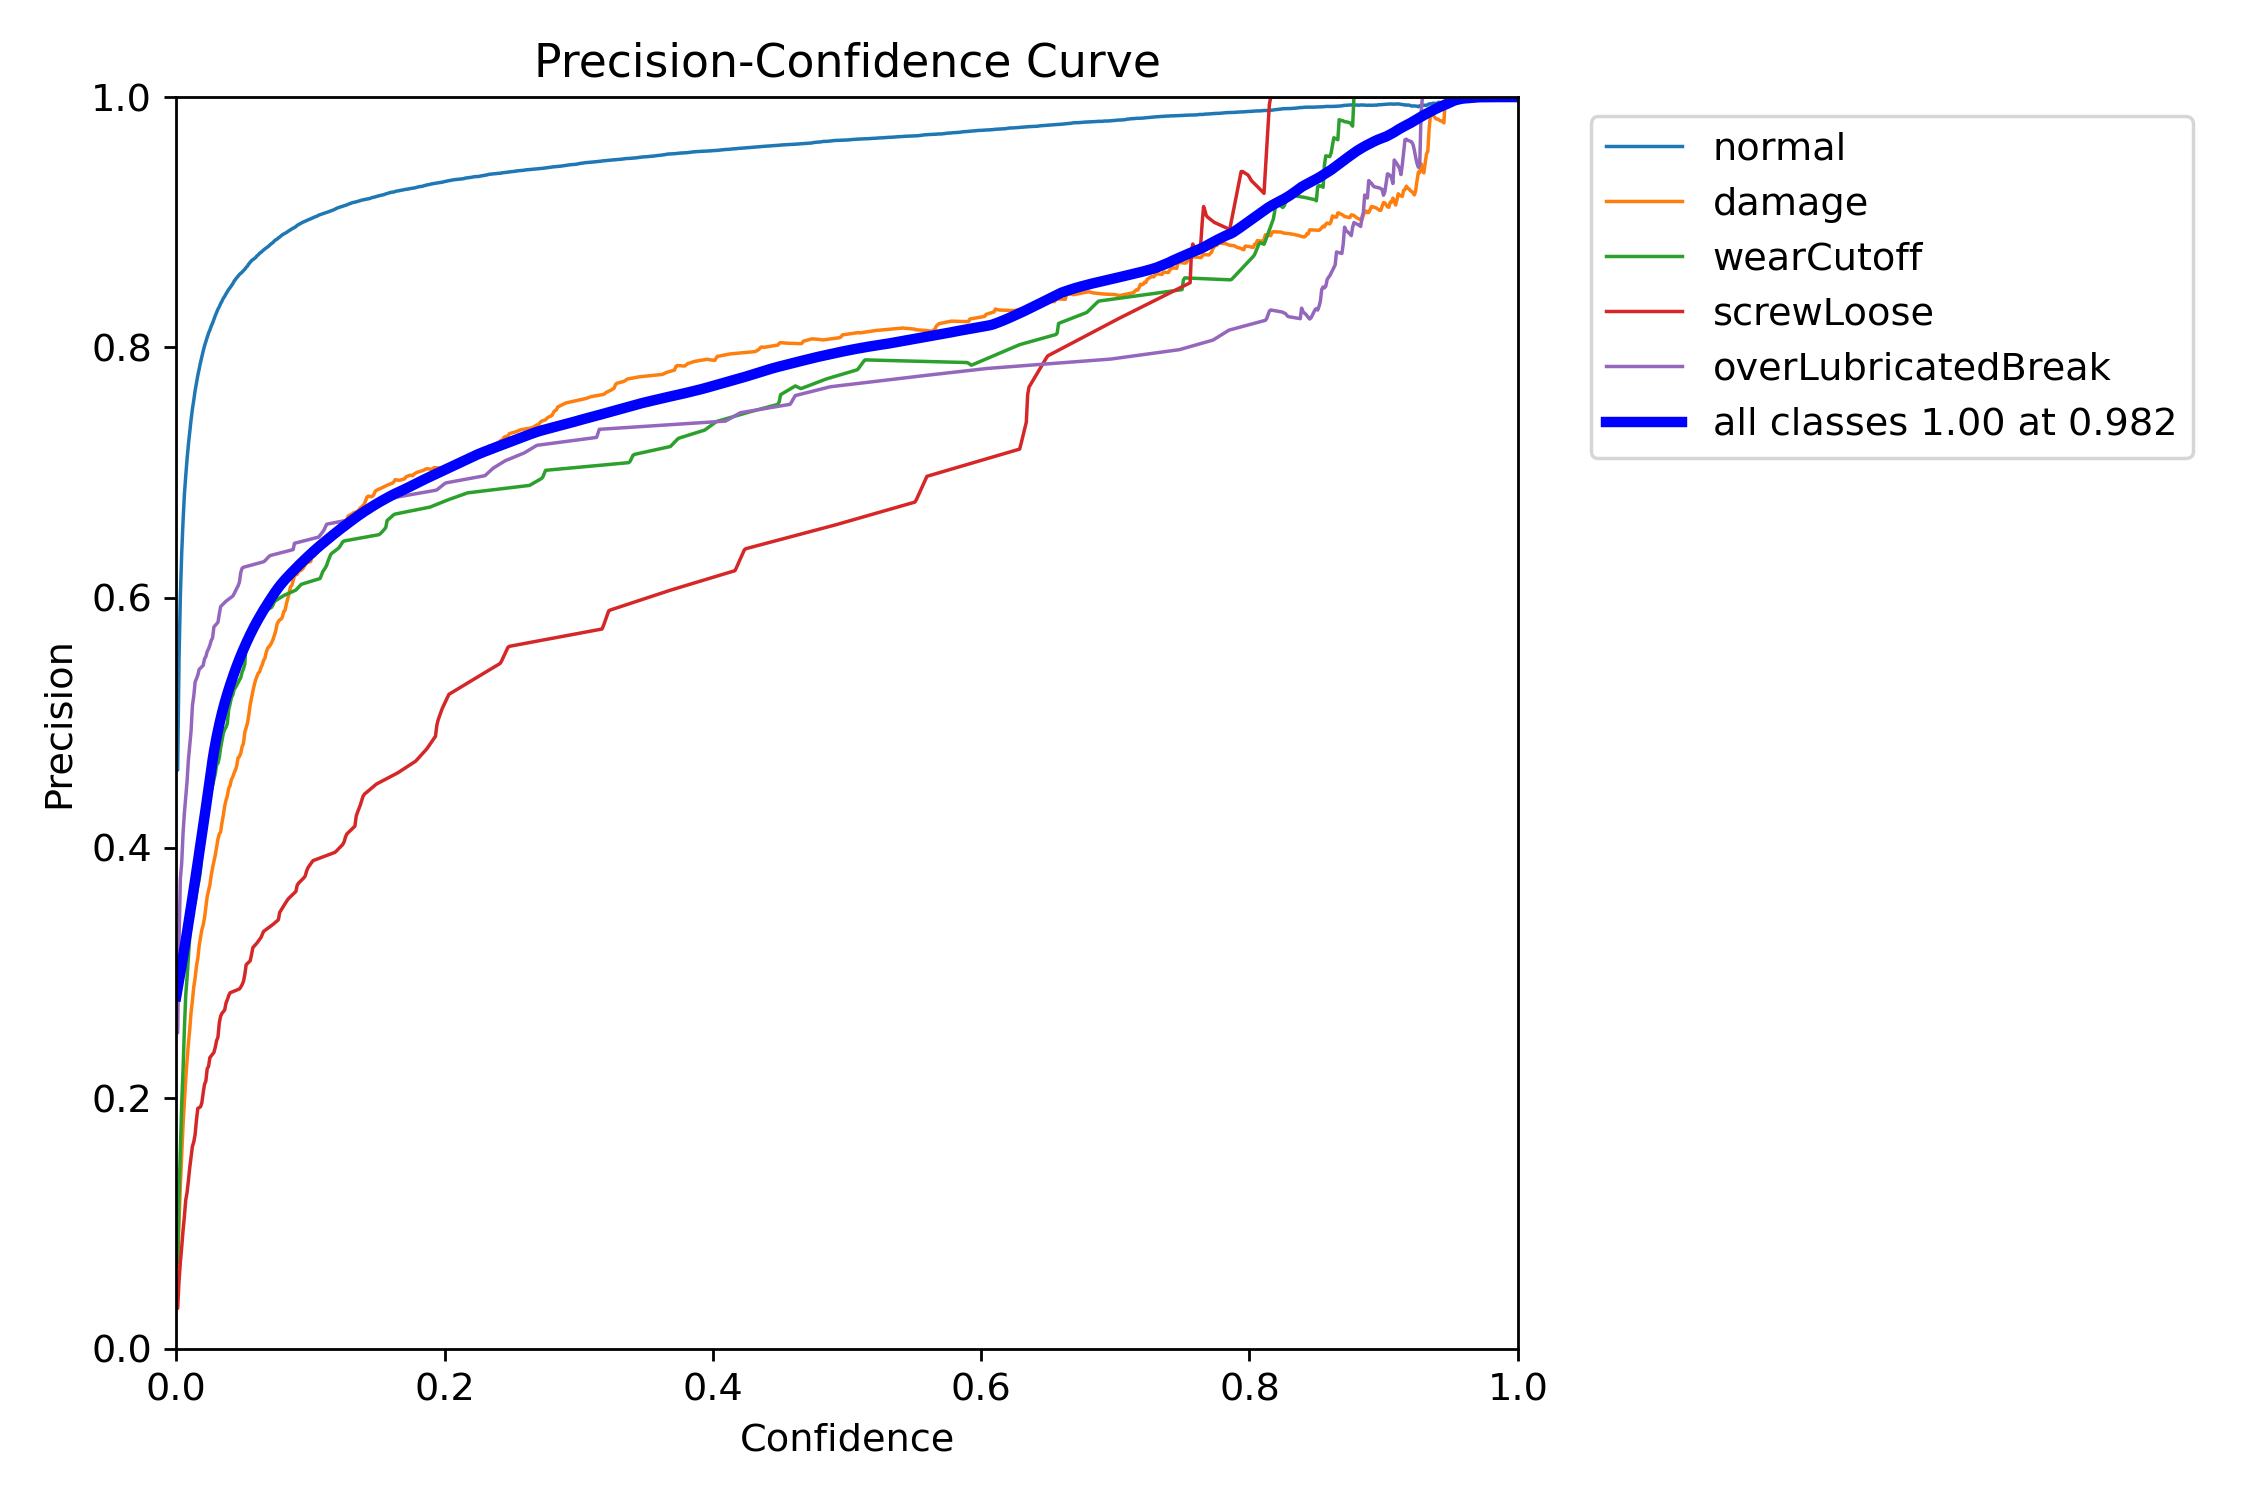 Precision-Confidence Curve
1.0
0.8
0.6
0.4
0.2
0.0
Precision
0.0 0.2 0.4 0.6 0.8 1.0
Confidence
normal
damage
wearCutoff
screwLoose
overLubricatedBreak
all classes 1.00 at 0.982